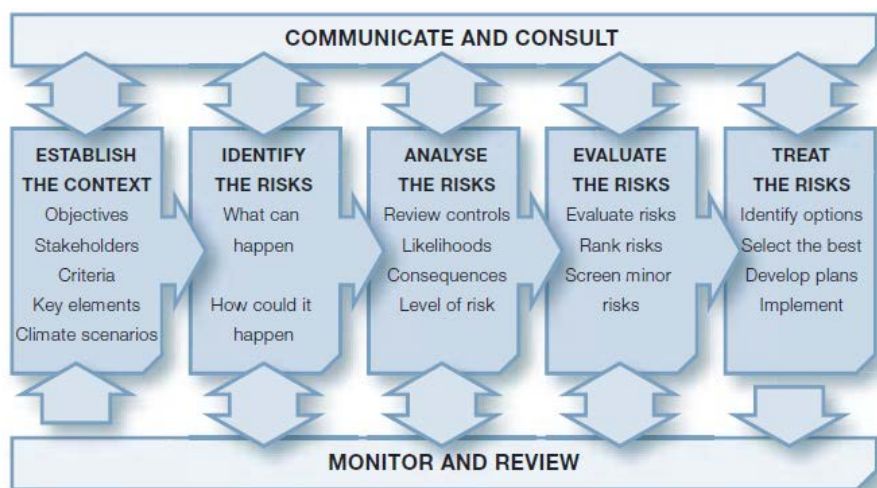 COMMUNICATE AND CONSULT
ESTABLISH
THE CONTEXT
Objectives
Stakeholders
Criteria
Key elements
Climate scenarios
IDENTIFY
THE RISKS
What can
happen
How could it
happen
ANALYSE
THE RISKS
Review controls
Likelihoods
Consequences
Level of risk
EVALUATE
THE RISKS
Evaluate risks
Rank risks
Screen minor
risks
TREAT
THE RISKS
Identify options
Select the best
Develop plans
Implement
MONITOR AND REVIEW